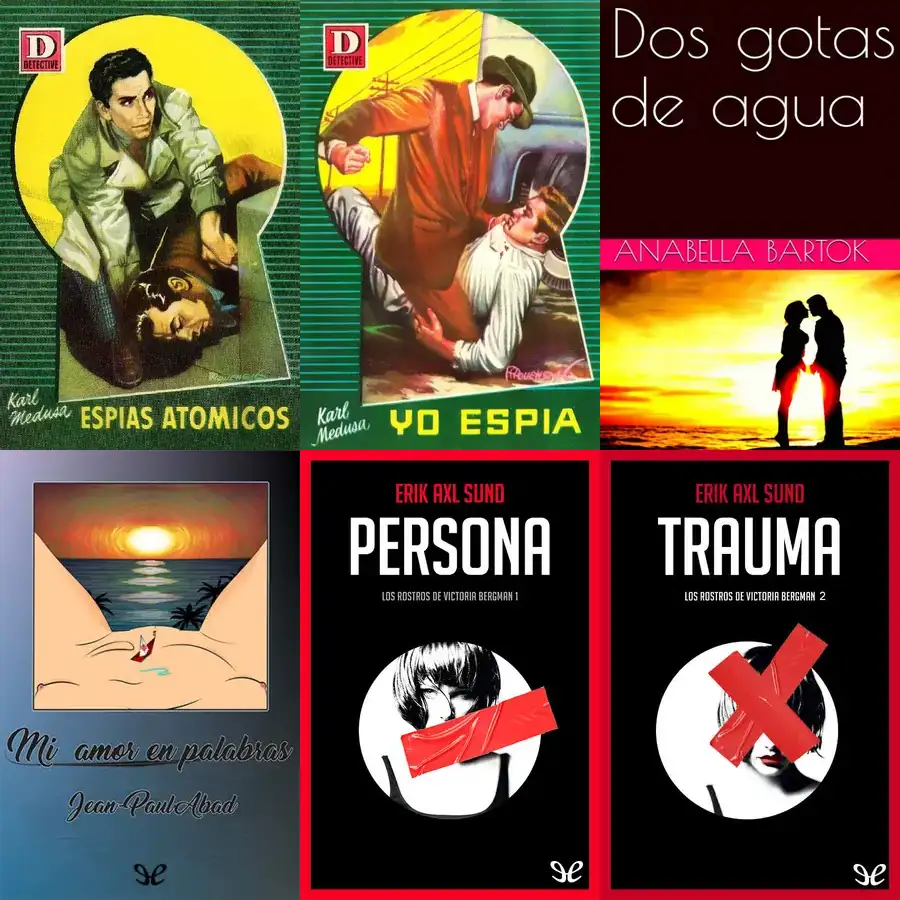 D
DETECTIVE
Karl
Medusa
ESPIAS ATOMICOS
D
DETECTIVE
Karl
Medusa
YO ESPIA
Dos gotas
de agua
ANABELLA BARTOK
Mi amor en palabras
Jean-Paul Abad
ERIK AXL SUND
PERSONA
LOS ROSTROS DE VICTORIA BERGMAN 1
ERIK AXL SUND
TRAUMA
LOS ROSTROS DE VICTORIA BERGMAN 2